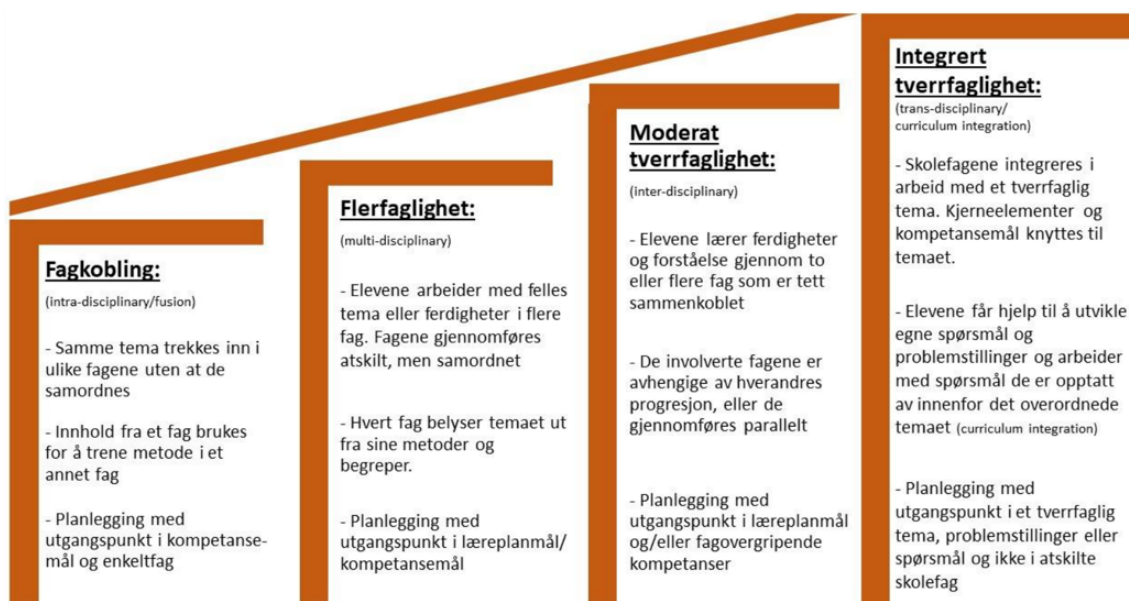 Fagkobling:
(intra-disciplinary/fusion)
- Samme tema trekkes inn i
ulike fagene uten at de
samordnes
- Innhold fra et fag brukes
for å trene metode i et
annet fag
- Planlegging med
utgangspunkt i kompetanse-
mål og enkeltfag
Flerfaglighet:
(multi-disciplinary)
- Elevene arbeider med felles
tema eller ferdigheter i flere
fag. Fagene gjennomføres
atskilt, men samordnet
- Hvert fag belyser temaet ut
fra sine metoder og
begreper.
- Planlegging med
utgangspunkt i læreplanmål/
kompetansemål
Moderat
tverrfaglighet:
(inter-disciplinary)
- Elevene lærer ferdigheter
og forståelse gjennom to
eller flere fag som er tett
sammenkoblet
- De involverte fagene er
avhengige av hverandres
progresjon, eller de
gjennomføres parallelt
- Planlegging med
utgangspunkt i læreplanmål
og/eller fagovergripende
kompetanser
Integrert
tverrfaglighet:
(trans-disciplinary/
curriculum integration)
- Skolefagene integreres i
arbeid med et tverrfaglig
tema. Kjerneelementer og
kompetansemål knyttes til
temaet.
- Elevene får hjelp til å utvikle
egne spørsmål og
problemstillinger og arbeider
med spørsmål de er opptatt
av innenfor det overordnede
temaet (curriculum integration)
- Planlegging med
utgangspunkt i et tverrfaglig
tema, problemstillinger eller
spørsmål og ikke i atskilte
skolefag